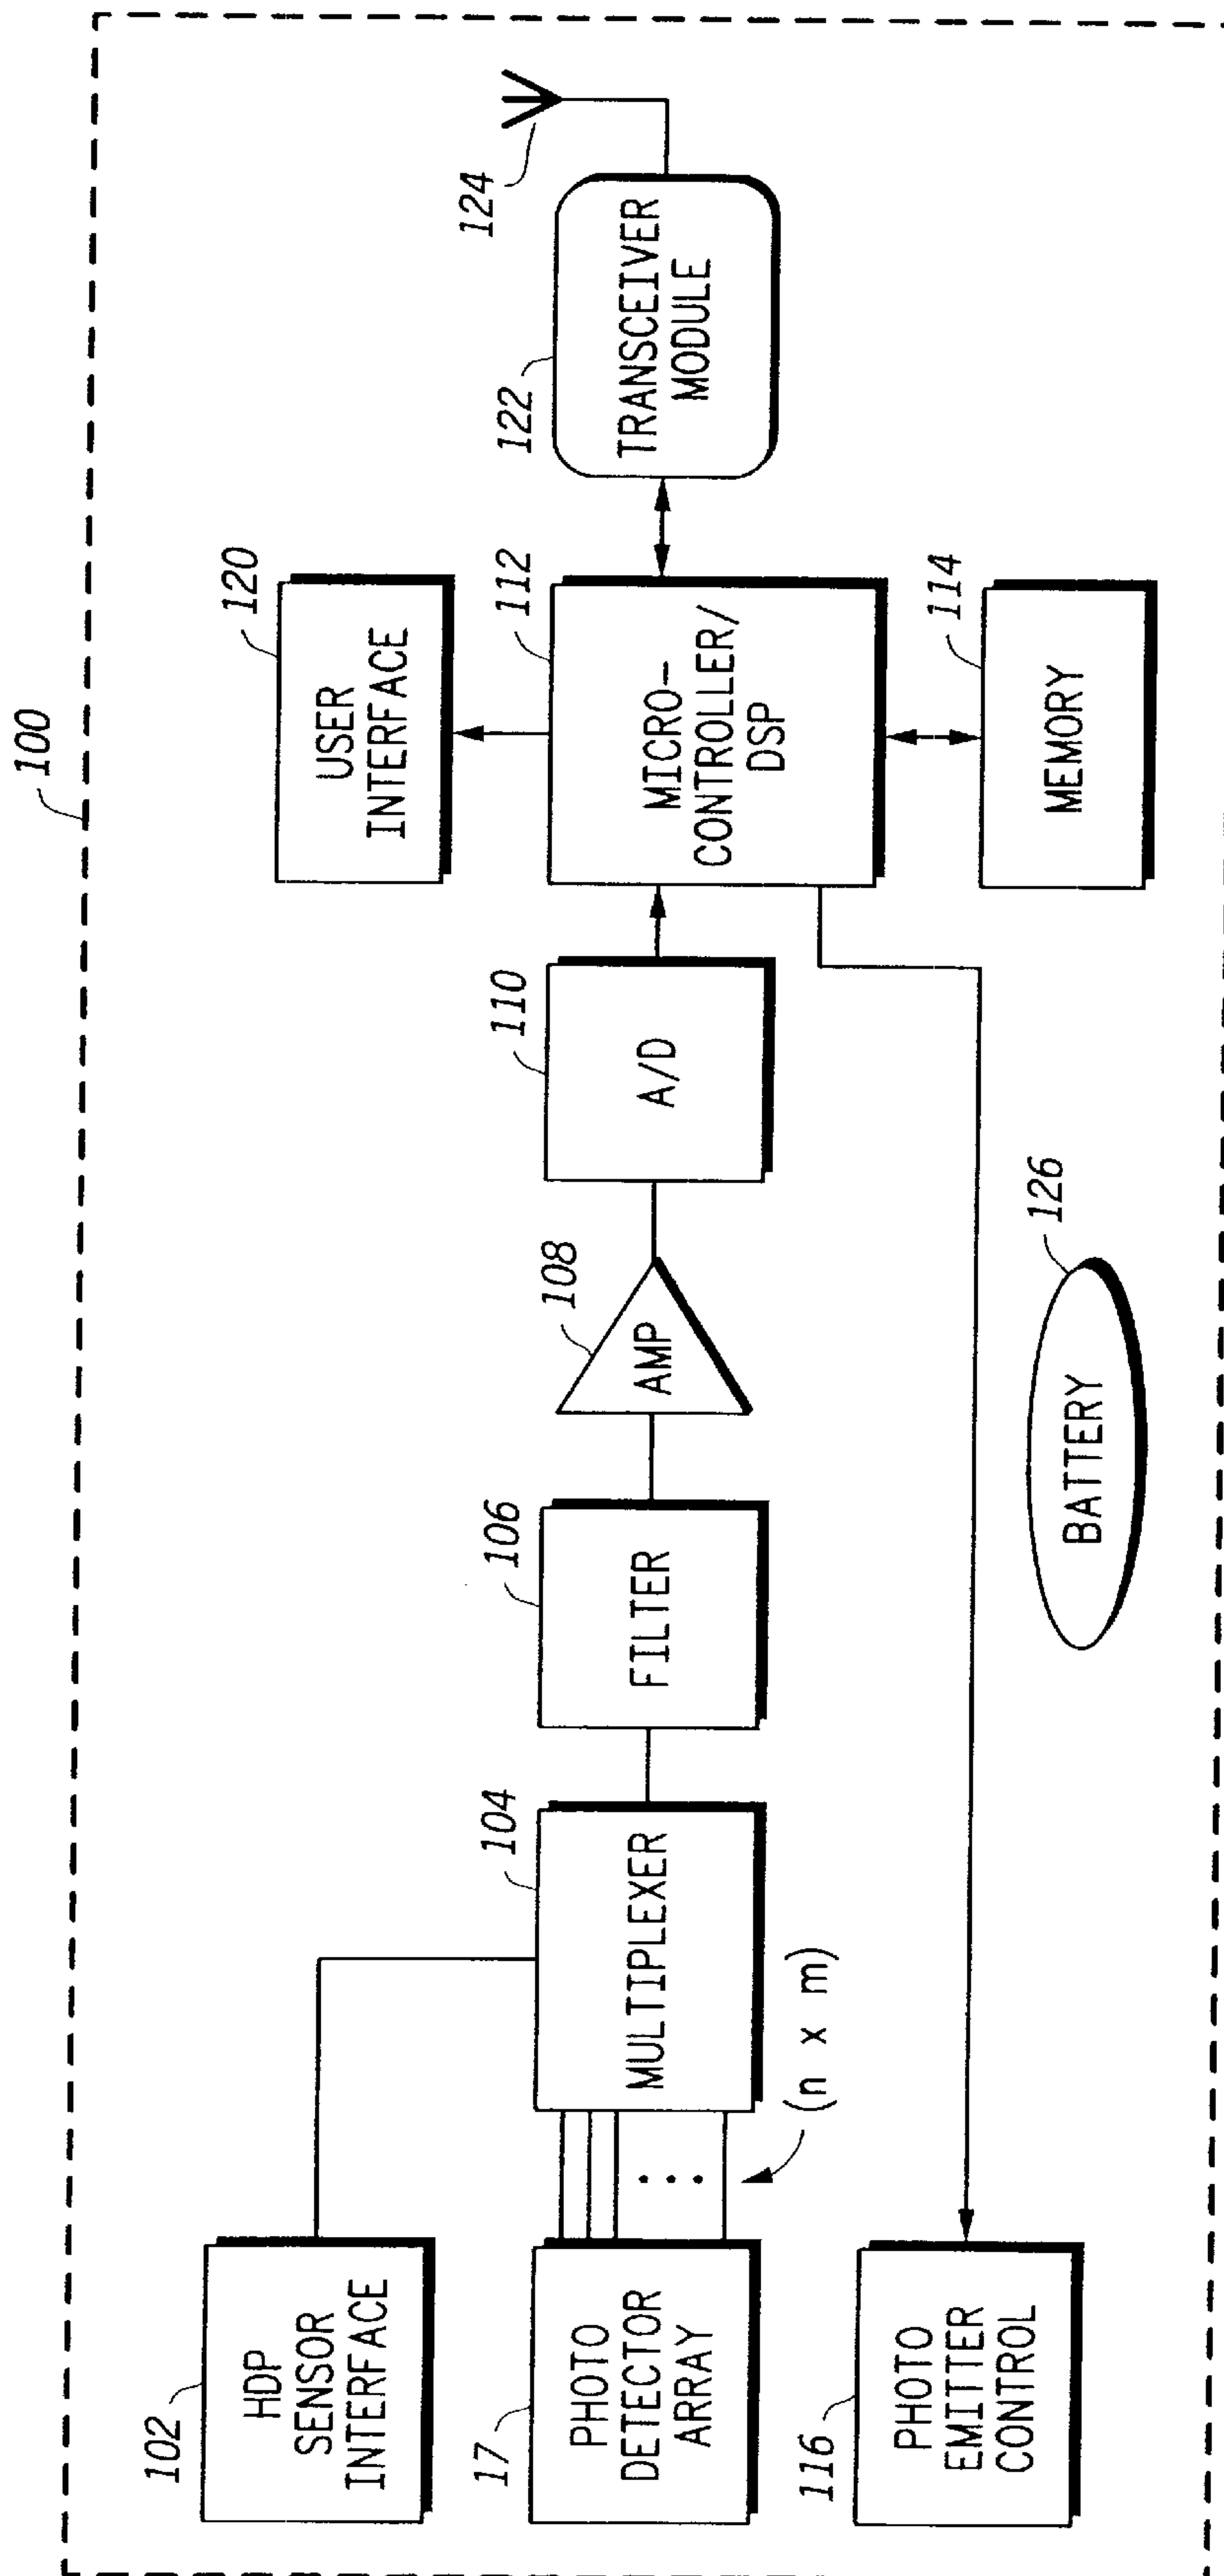 100
102
HDP
SENSOR
INTERFACE
17
PHOTO
DETECTOR
ARRAY
116
PHOTO
EMITTER
CONTROL
(n x m)
104
MULTIPLEXER
106
FILTER
108
AMP
110
A/D
126
BATTERY
120
USER
INTERFACE
112
MICRO-
CONTROLLER/
DSP
114
MEMORY
122
TRANSCEIVER
MODULE
124